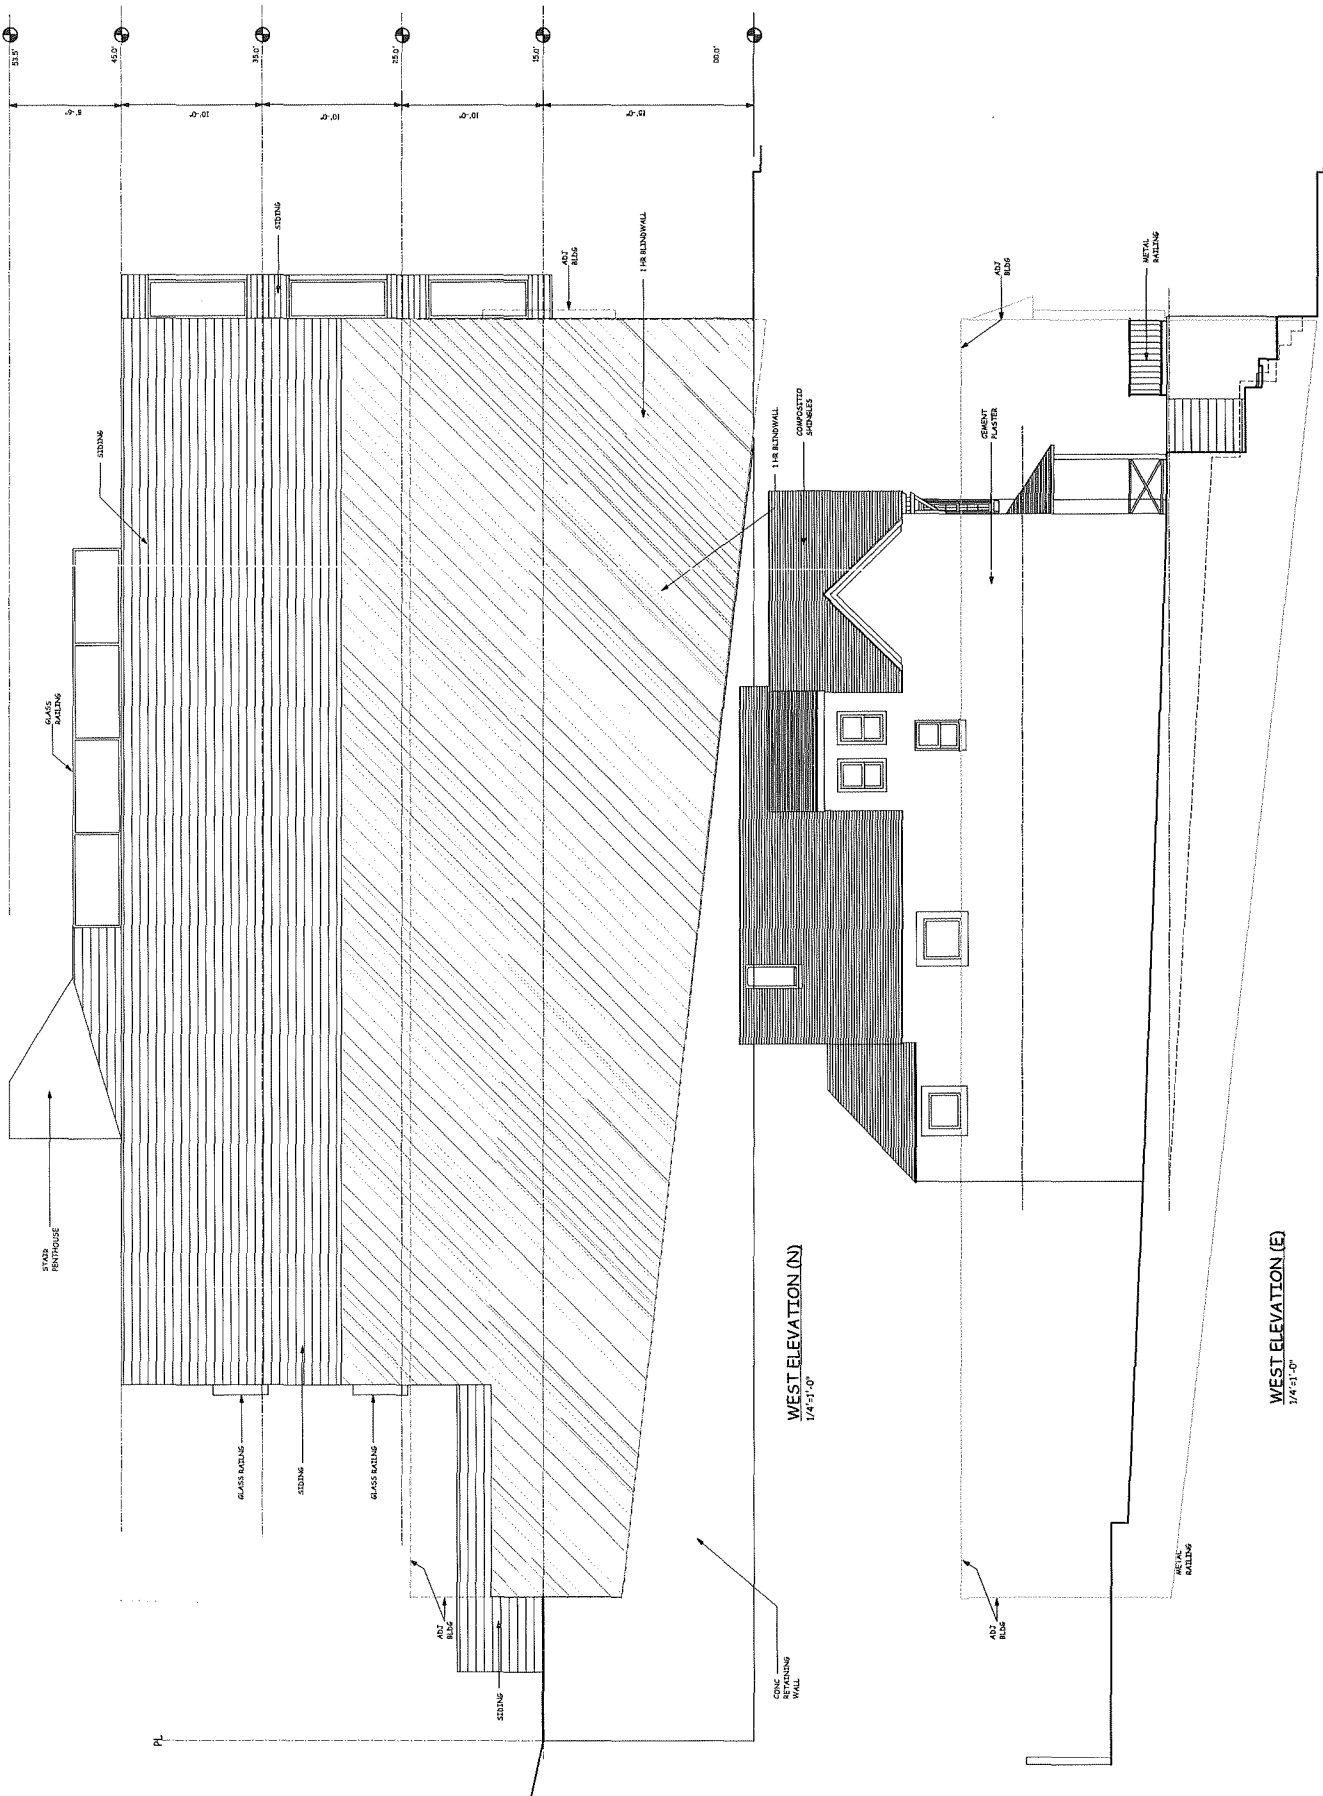 53.5'
45.0'
35.0'
25.0'
15.0'
00.0'
8'-6"
10'-0"
10'-0"
10'-0"
15'-0"
SIDING
ADJ
BLDG
1 HR BLINDWALL
SIDING
GLASS
RAILING
STAIR
PENTHOUSE
GLASS RAILING
SIDING
GLASS RAILING
ADJ
BLDG
SIDING
PL
CONC
RETAINING
WALL
1 HR BLINDWALL
COMPOSITIO
SHINGLES
WEST ELEVATION (N)
1/4"=1'-0"
ADJ
BLDG
METAL
RAILING
CEMENT
PLASTER
ADJ
BLDG
METAL
RAILING
WEST ELEVATION (E)
1/4"=1'-0"